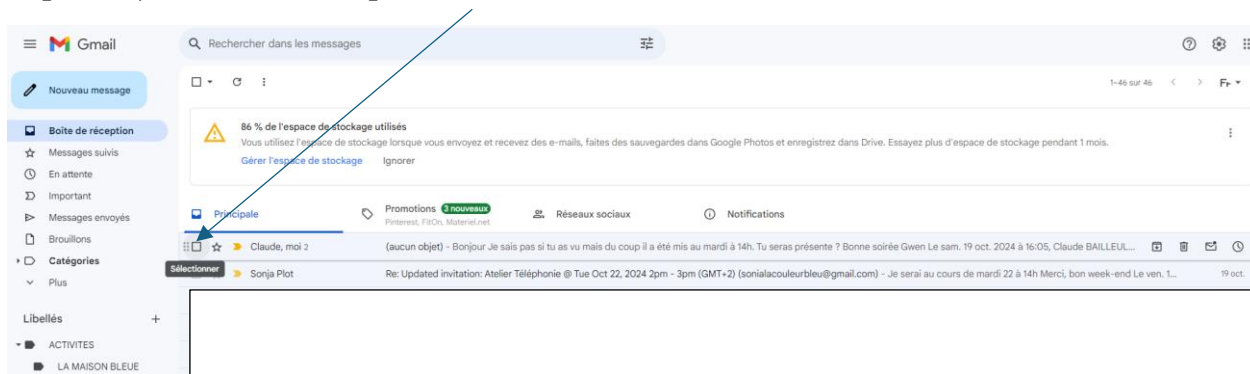 Gmail
Rechercher dans les messages
Nouveau message
1–46 sur 46
Boîte de réception
Messages suivis
En attente
Important
Messages envoyés
Brouillons
Catégories
Plus
Libellés +
ACTIVITES
LA MAISON BLEUE
86 % de l'espace de stockage utilisés
Vous utilisez l'espace de stockage lorsque vous envoyez et recevez des e-mails, faites des sauvegardes dans Google Photos et enregistrez dans Drive. Essayez plus d'espace de stockage pendant 1 mois.
Gérer l'espace de stockage Ignorer
Principale
Promotions 3 nouveaux
Pinterest, FitOn, Materiel.net
Réseaux sociaux
Notifications
Claude, moi 2 (aucun objet) – Bonjour Je sais pas si tu as vu mais du coup il a été mis au mardi à 14h. Tu seras présente ? Bonne soirée Gwen Le sam. 19 oct. 2024 à 16:05, Claude BAILLEUL...
Sélectionner
Sonja Plot Re: Updated invitation: Atelier Téléphonie @ Tue Oct 22, 2024 2pm - 3pm (GMT+2) (sonialacouleurbleu@gmail.com) - Je serai au cours de mardi 22 à 14h Merci, bon week-end Le ven. 1... 19 oct.